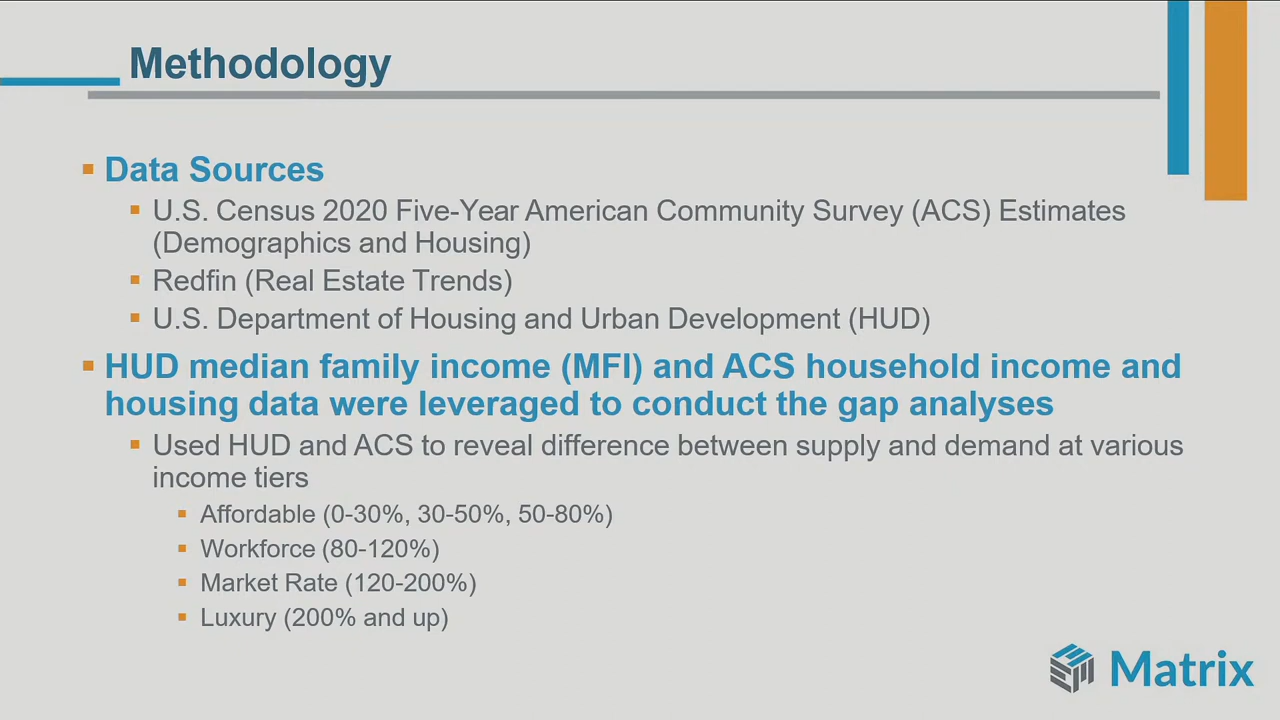 Methodology
Data Sources
U.S. Census 2020 Five-Year American Community Survey (ACS) Estimates
(Demographics and Housing)
Redfin (Real Estate Trends)
U.S. Department of Housing and Urban Development (HUD)
HUD median family income (MFI) and ACS household income and
housing data were leveraged to conduct the gap analyses
Used HUD and ACS to reveal difference between supply and demand at various
income tiers
Affordable (0-30%, 30-50%, 50-80%)
Workforce (80-120%)
Market Rate (120-200%)
Luxury (200% and up)
Matrix